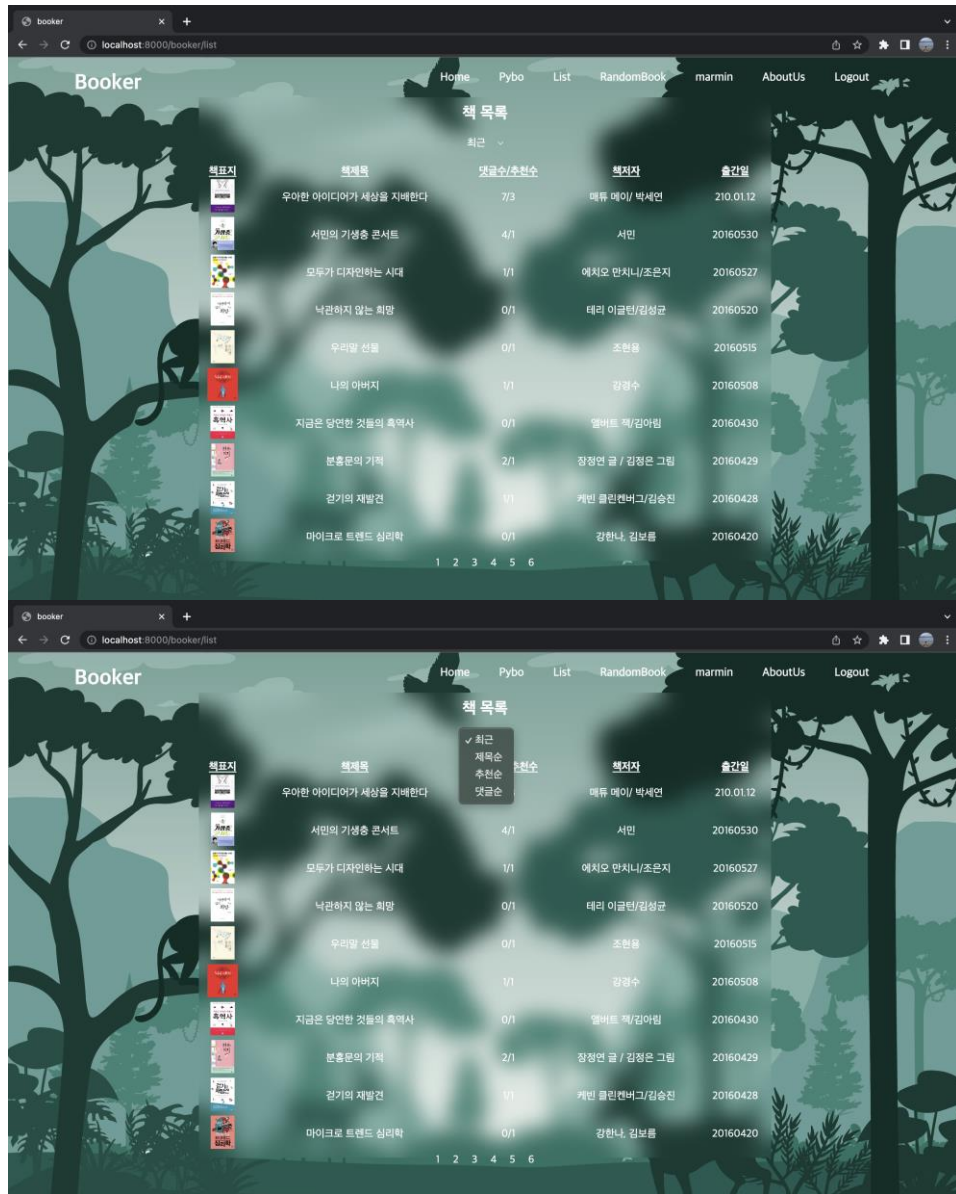 booker
localhost:8000/booker/list
Booker Home Pybo List RandomBook marmin AboutUs Logout
책 목록
최근
책표지 책제목 댓글수/추천수 책저자 출간일
우아한 아이디어가 세상을 지배한다 7/3 매튜 메이/ 박세연 210.01.12
서민의 기생충 콘서트 4/1 서민 20160530
모두가 디자인하는 시대 1/1 에치오 만치니/조은지 20160527
낙관하지 않는 희망 0/1 테리 이글턴/김성균 20160520
우리말 선물 0/1 조현용 20160515
나의 아버지 1/1 김경수 20160508
지금은 당연한 것들의 흑역사 0/1 앨버트 잭/김아림 20160430
분홍문의 기적 2/1 장정연 글 / 김정은 그림 20160429
걷기의 재발견 1/1 케빈 클린켄버그/김승진 20160428
마이크로 트렌드 심리학 0/1 강한나, 김보름 20160420
1 2 3 4 5 6
booker
localhost:8000/booker/list
Booker Home Pybo List RandomBook marmin AboutUs Logout
책 목록
✓ 최근
제목순
추천순
댓글순
책표지 책제목 추천수 책저자 출간일
우아한 아이디어가 세상을 지배한다 매튜 메이/ 박세연 210.01.12
서민의 기생충 콘서트 4/1 서민 20160530
모두가 디자인하는 시대 1/1 에치오 만치니/조은지 20160527
낙관하지 않는 희망 0/1 테리 이글턴/김성균 20160520
우리말 선물 0/1 조현용 20160515
나의 아버지 1/1 김경수 20160508
지금은 당연한 것들의 흑역사 0/1 앨버트 잭/김아림 20160430
분홍문의 기적 2/1 장정연 글 / 김정은 그림 20160429
걷기의 재발견 1/1 케빈 클린켄버그/김승진 20160428
마이크로 트렌드 심리학 0/1 강한나, 김보름 20160420
1 2 3 4 5 6